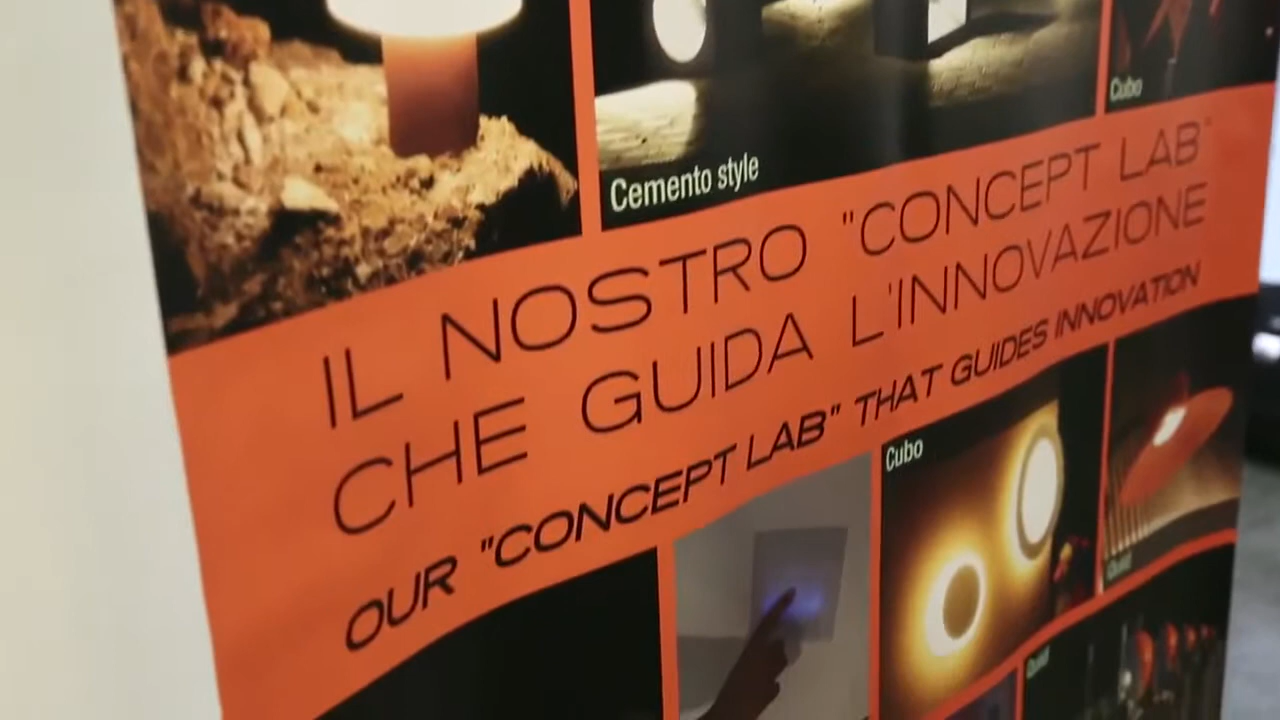 Cubo
Cemento style
IL NOSTRO "CONCEPT LAB"
CHE GUIDA L'INNOVAZIONE
OUR "CONCEPT LAB" THAT GUIDES INNOVATION
Cubo